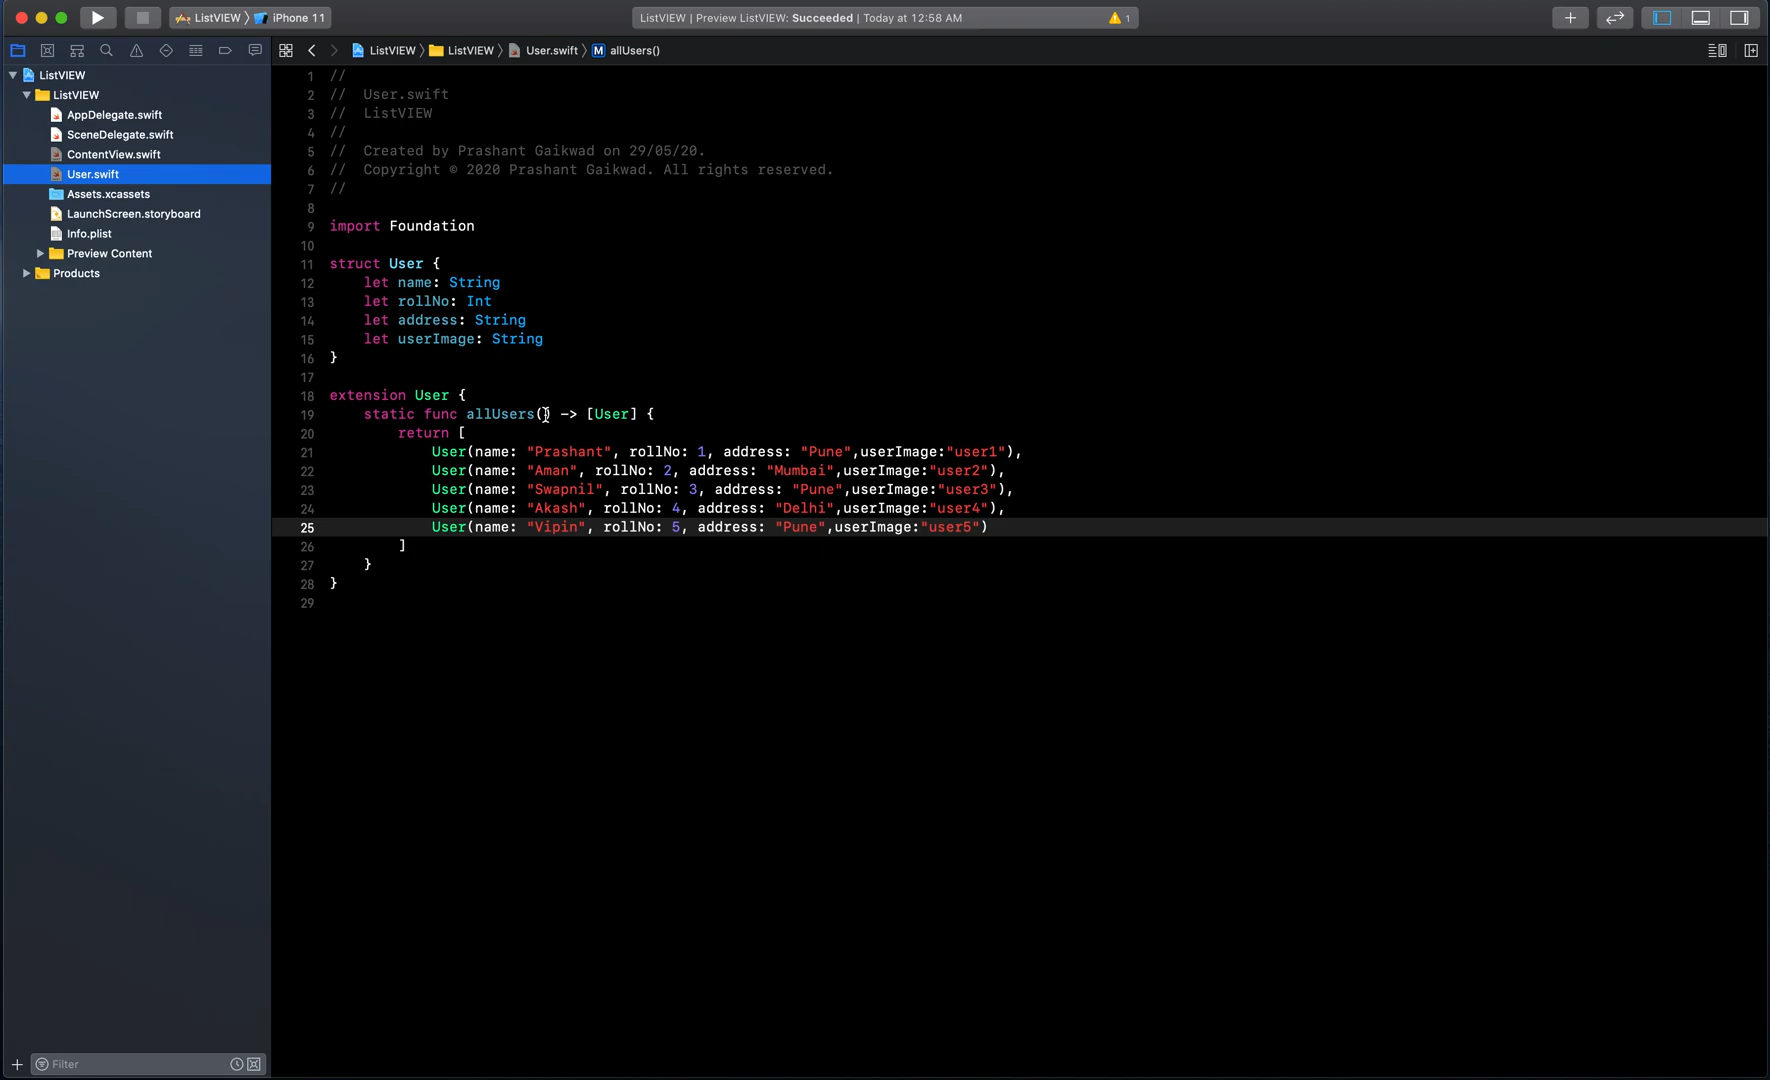 ListVIEW 〉 iPhone 11
ListVIEW | Preview ListVIEW: Succeeded | Today at 12:58 AM
1
ListVIEW 〉 ListVIEW 〉 User.swift 〉 M allUsers()
ListVIEW
ListVIEW
AppDelegate.swift
SceneDelegate.swift
ContentView.swift
User.swift
Assets.xcassets
LaunchScreen.storyboard
Info.plist
Preview Content
Products
Filter
1 //
2 //  User.swift
3 //  ListVIEW
4 //
5 //  Created by Prashant Gaikwad on 29/05/20.
6 //  Copyright © 2020 Prashant Gaikwad. All rights reserved.
7 //
8
9 import Foundation
10
11 struct User {
12     let name: String
13     let rollNo: Int
14     let address: String
15     let userImage: String
16 }
17
18 extension User {
19     static func allUsers() -> [User] {
20         return [
21             User(name: "Prashant", rollNo: 1, address: "Pune",userImage:"user1"),
22             User(name: "Aman", rollNo: 2, address: "Mumbai",userImage:"user2"),
23             User(name: "Swapnil", rollNo: 3, address: "Pune",userImage:"user3"),
24             User(name: "Akash", rollNo: 4, address: "Delhi",userImage:"user4"),
25             User(name: "Vipin", rollNo: 5, address: "Pune",userImage:"user5")
26         ]
27     }
28 }
29